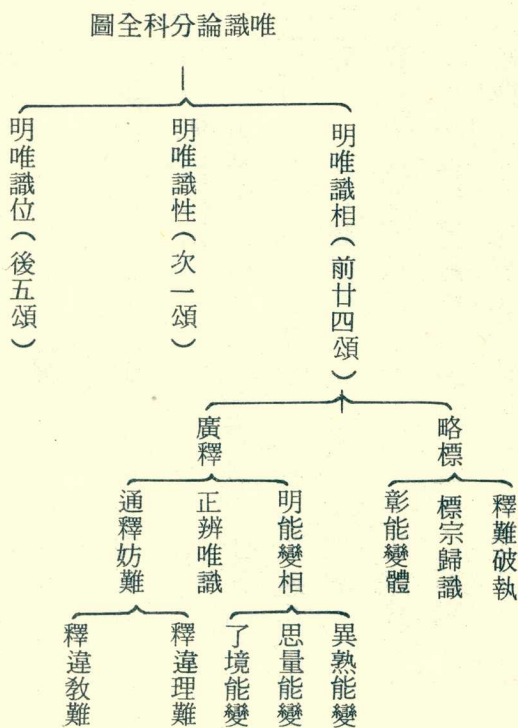 圖全科分論識唯
明唯識相（前廿四頌）
明唯識性（次一頌）
明唯識位（後五頌）
略標
廣釋
釋難破執
標宗歸識
彰能變體
明能變相
正辨唯識
通釋妨難
異熟能變
思量能變
了境能變
釋違理難
釋違教難